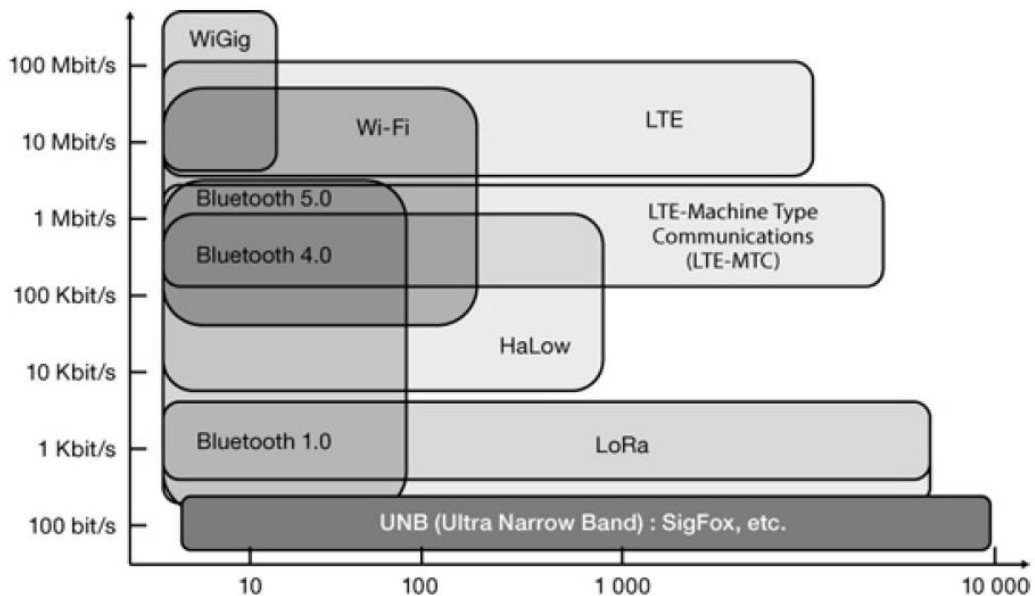 WiGig
100 Mbit/s
LTE
Wi-Fi
10 Mbit/s
Bluetooth 5.0
1 Mbit/s
LTE-Machine Type
Communications
(LTE-MTC)
Bluetooth 4.0
100 Kbit/s
HaLow
10 Kbit/s
Bluetooth 1.0
LoRa
1 Kbit/s
UNB (Ultra Narrow Band) : SigFox, etc.
100 bit/s
10
100
1 000
10 000